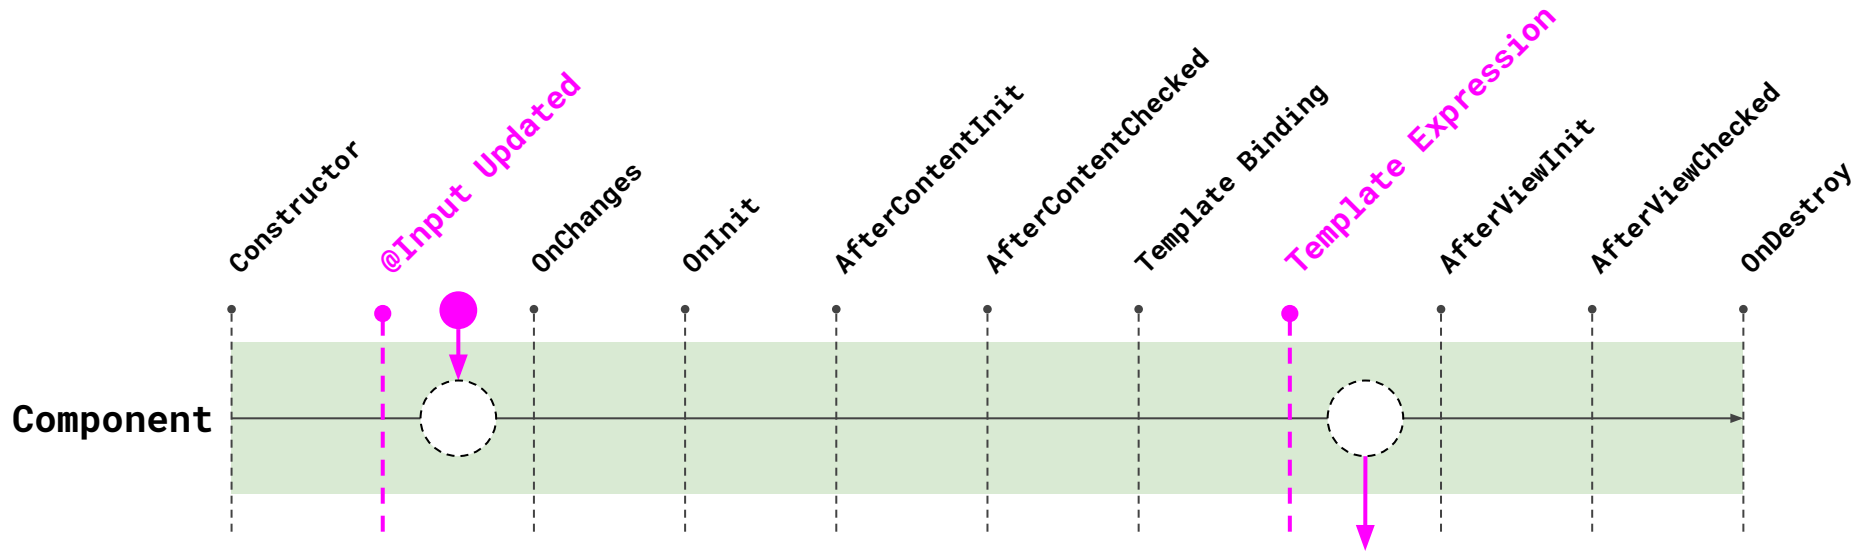 Constructor
@Input Updated
OnChanges
OnInit
AfterContentInit
AfterContentChecked
Template Binding
Template Expression
AfterViewInit
AfterViewChecked
OnDestroy
Component